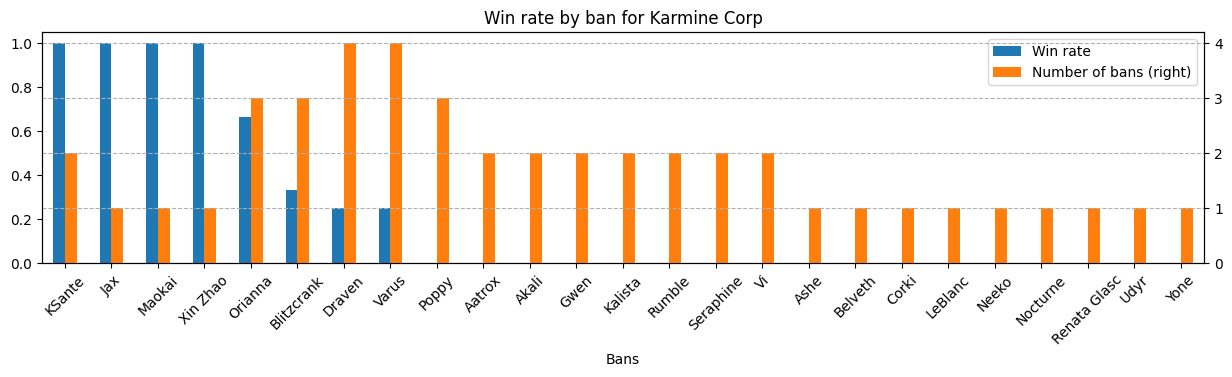 Win rate by ban for Karmine Corp
Win rate
Number of bans (right)
1.0
0.8
0.6
0.4
0.2
0.0
4
3
2
1
0
KSante
Jax
Maokai
Xin Zhao
Orianna
Blitzcrank
Draven
Varus
Poppy
Aatrox
Akali
Gwen
Kalista
Rumble
Seraphine
Vi
Ashe
Belveth
Corki
LeBlanc
Neeko
Nocturne
Renata Glasc
Udyr
Yone
Bans